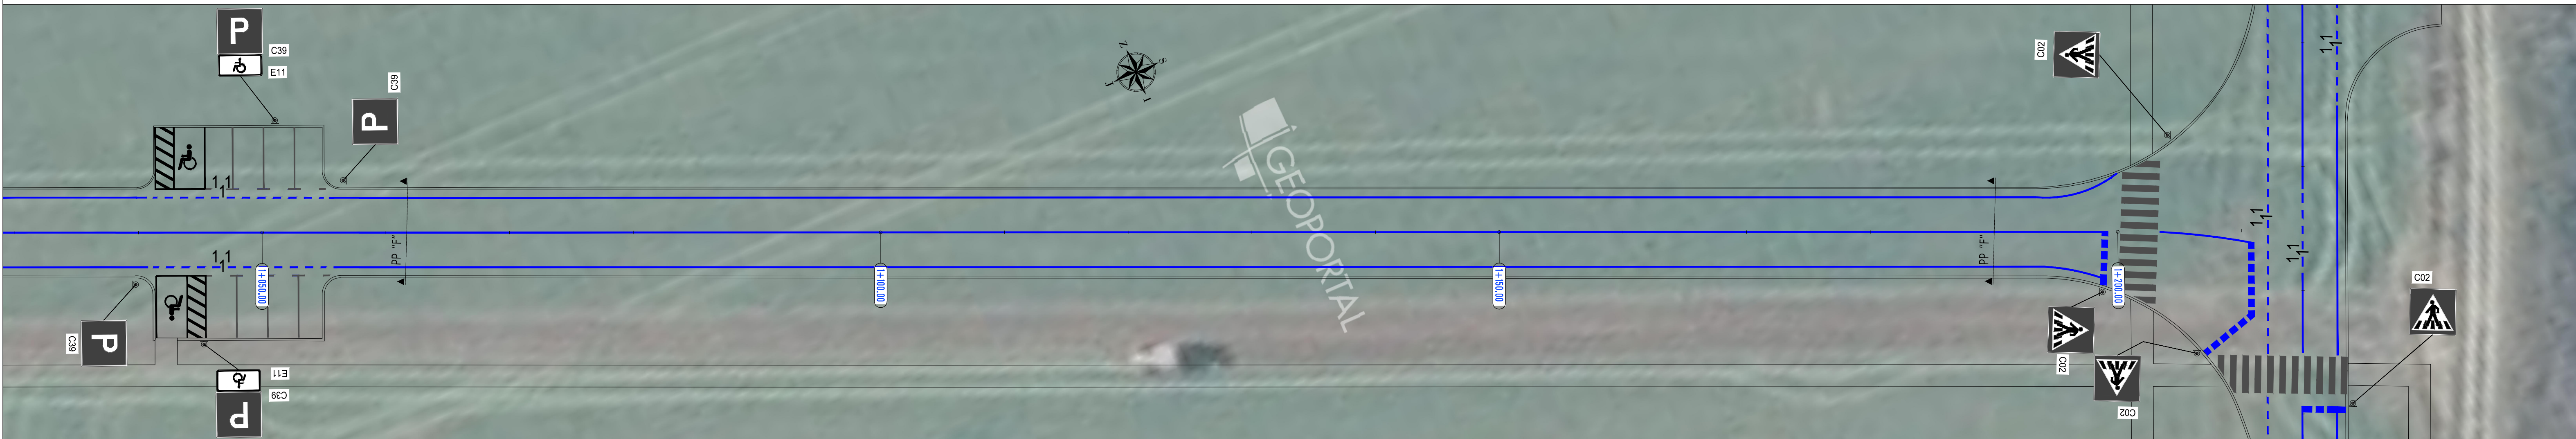 P
C39
E11
C39
P
Z
S
J
I
C02
1.1
1.1
1.1
1.1
1.1
PP "F"
PP "F"
1+050.00
1+100.00
1+150.00
1+200.00
GEOPORTAL
C02
C39
P
E11
C39
P
C02
C02